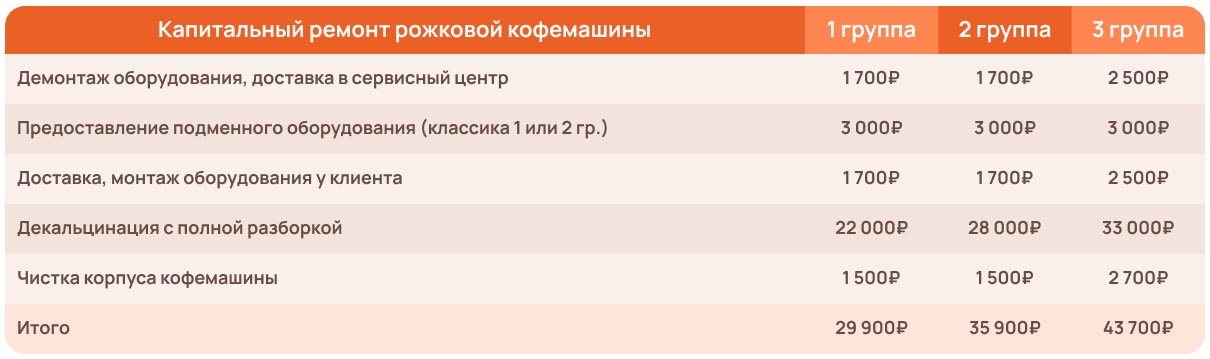 Капитальный ремонт рожковой кофемашины 1 группа 2 группа 3 группа
Демонтаж оборудования, доставка в сервисный центр 1 700₽ 1 700₽ 2 500₽
Предоставление подменного оборудования (классика 1 или 2 гр.) 3 000₽ 3 000₽ 3 000₽
Доставка, монтаж оборудования у клиента 1 700₽ 1 700₽ 2 500₽
Декальцинация с полной разборкой 22 000₽ 28 000₽ 33 000₽
Чистка корпуса кофемашины 1 500₽ 1 500₽ 2 700₽
Итого 29 900₽ 35 900₽ 43 700₽